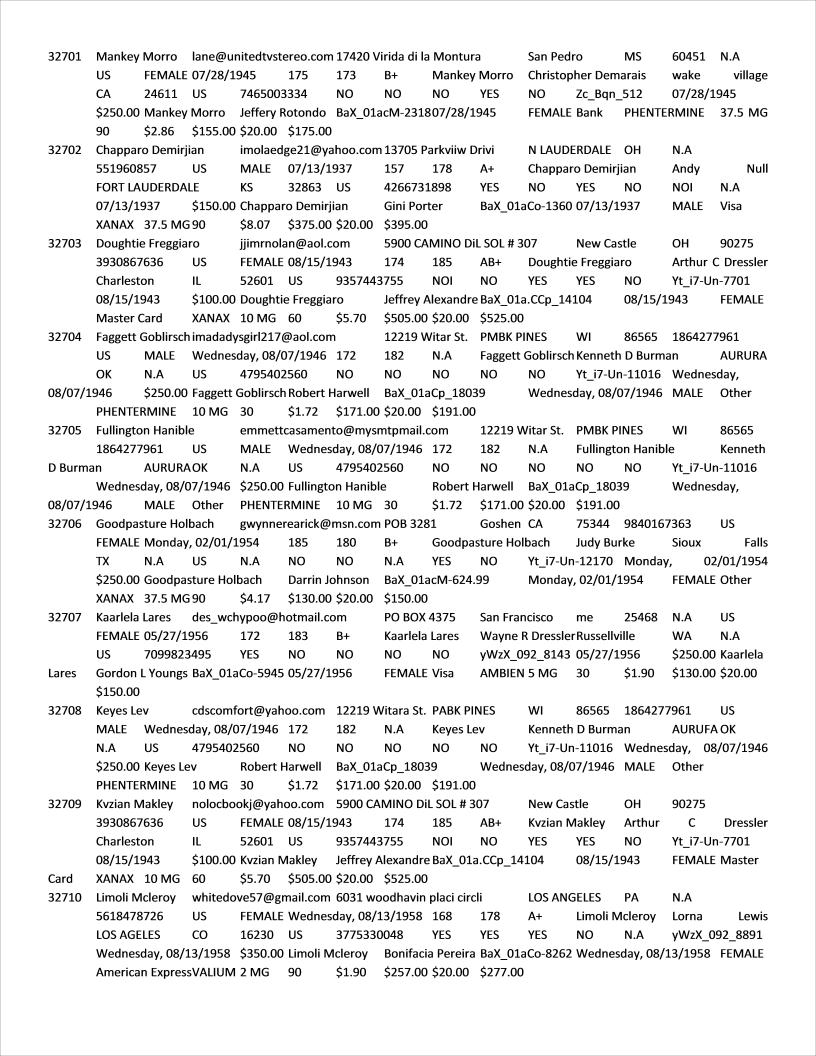 32701 Mankey Morro lane@unitedtvstereo.com 17420 Virida di la Montura San Pedro MS 60451 N.A
US FEMALE 07/28/1945 175 173 B+ Mankey Morro Christopher Demarais wake village
CA 24611 US 7465003334 NO NO NO YES NO Zc_Bqn_512 07/28/1945
$250.00 Mankey Morro Jeffery Rotondo BaX_01acM-2318 07/28/1945 FEMALE Bank PHENTERMINE 37.5 MG
90 $2.86 $155.00 $20.00 $175.00
32702 Chapparo Demirjian imolaedge21@yahoo.com 13705 Parkviiw Drivi N LAUDERDALE OH N.A
551960857 US MALE 07/13/1937 157 178 A+ Chapparo Demirjian Andy Null
FORT LAUDERDALE KS 32863 US 4266731898 YES NO YES NO NOI N.A
07/13/1937 $150.00 Chapparo Demirjian Gini Porter BaX_01aCo-1360 07/13/1937 MALE Visa
XANAX 37.5 MG 90 $8.07 $375.00 $20.00 $395.00
32703 Doughtie Freggiaro jjimrnolan@aol.com 5900 CAMINO DiL SOL # 307 New Castle OH 90275
3930867636 US FEMALE 08/15/1943 174 185 AB+ Doughtie Freggiaro Arthur C Dressler
Charleston IL 52601 US 9357443755 NOI NO YES YES NO Yt_i7-Un-7701
08/15/1943 $100.00 Doughtie Freggiaro Jeffrey Alexandre BaX_01a.CCp_14104 08/15/1943 FEMALE
Master Card XANAX 10 MG 60 $5.70 $505.00 $20.00 $525.00
32704 Faggett Goblirsch imadadysgirl217@aol.com 12219 Witar St. PMBK PINES WI 86565 1864277961
US MALE Wednesday, 08/07/1946 172 182 N.A Faggett Goblirsch Kenneth D Burman AURURA
OK N.A US 4795402560 NO NO NO NO NO Yt_i7-Un-11016 Wednesday,
08/07/1946 $250.00 Faggett Goblirsch Robert Harwell BaX_01aCp_18039 Wednesday, 08/07/1946 MALE Other
PHENTERMINE 10 MG 30 $1.72 $171.00 $20.00 $191.00
32705 Fullington Hanible emmettcasamento@mysmtpmail.com 12219 Witar St. PMBK PINES WI 86565
1864277961 US MALE Wednesday, 08/07/1946 172 182 N.A Fullington Hanible Kenneth
D Burman AURURA OK N.A US 4795402560 NO NO NO NO NO Yt_i7-Un-11016
Wednesday, 08/07/1946 $250.00 Fullington Hanible Robert Harwell BaX_01aCp_18039 Wednesday,
08/07/1946 MALE Other PHENTERMINE 10 MG 30 $1.72 $171.00 $20.00 $191.00
32706 Goodpasture Holbach gwynnerearick@msn.com POB 3281 Goshen CA 75344 9840167363 US
FEMALE Monday, 02/01/1954 185 180 B+ Goodpasture Holbach Judy Burke Sioux Falls
TX N.A US N.A NO NO N.A YES NO Yt_i7-Un-12170 Monday, 02/01/1954
$250.00 Goodpasture Holbach Darrin Johnson BaX_01acM-624.99 Monday, 02/01/1954 FEMALE Other
XANAX 37.5 MG 90 $4.17 $130.00 $20.00 $150.00
32707 Kaarlela Lares des_wchypoo@hotmail.com PO BOX 4375 San Francisco me 25468 N.A US
FEMALE 05/27/1956 172 183 B+ Kaarlela Lares Wayne R Dressler Russellville WA N.A
US 7099823495 YES NO NO NO NO yWzX_092_8143 05/27/1956 $250.00 Kaarlela
Lares Gordon L Youngs BaX_01aCo-5945 05/27/1956 FEMALE Visa AMBIEN 5 MG 30 $1.90 $130.00 $20.00
$150.00
32708 Keyes Lev cdscomfort@yahoo.com 12219 Witara St. PABK PINES WI 86565 1864277961 US
MALE Wednesday, 08/07/1946 172 182 N.A Keyes Lev Kenneth D Burman AURUFA OK
N.A US 4795402560 NO NO NO NO NO Yt_i7-Un-11016 Wednesday, 08/07/1946
$250.00 Keyes Lev Robert Harwell BaX_01aCp_18039 Wednesday, 08/07/1946 MALE Other
PHENTERMINE 10 MG 30 $1.72 $171.00 $20.00 $191.00
32709 Kvzian Makley nolocbookj@yahoo.com 5900 CAMINO DiL SOL # 307 New Castle OH 90275
3930867636 US FEMALE 08/15/1943 174 185 AB+ Kvzian Makley Arthur C Dressler
Charleston IL 52601 US 9357443755 NOI NO YES YES NO Yt_i7-Un-7701
08/15/1943 $100.00 Kvzian Makley Jeffrey Alexandre BaX_01a.CCp_14104 08/15/1943 FEMALE Master
Card XANAX 10 MG 60 $5.70 $505.00 $20.00 $525.00
32710 Limoli Mcleroy whitedove57@gmail.com 6031 woodhavin placi circli LOS ANGELES PA N.A
5618478726 US FEMALE Wednesday, 08/13/1958 168 178 A+ Limoli Mcleroy Lorna Lewis
LOS AGELES CO 16230 US 3775330048 YES YES YES NO N.A yWzX_092_8891
Wednesday, 08/13/1958 $350.00 Limoli Mcleroy Bonifacia Pereira BaX_01aCo-8262 Wednesday, 08/13/1958 FEMALE
American Express VALIUM 2 MG 90 $1.90 $257.00 $20.00 $277.00